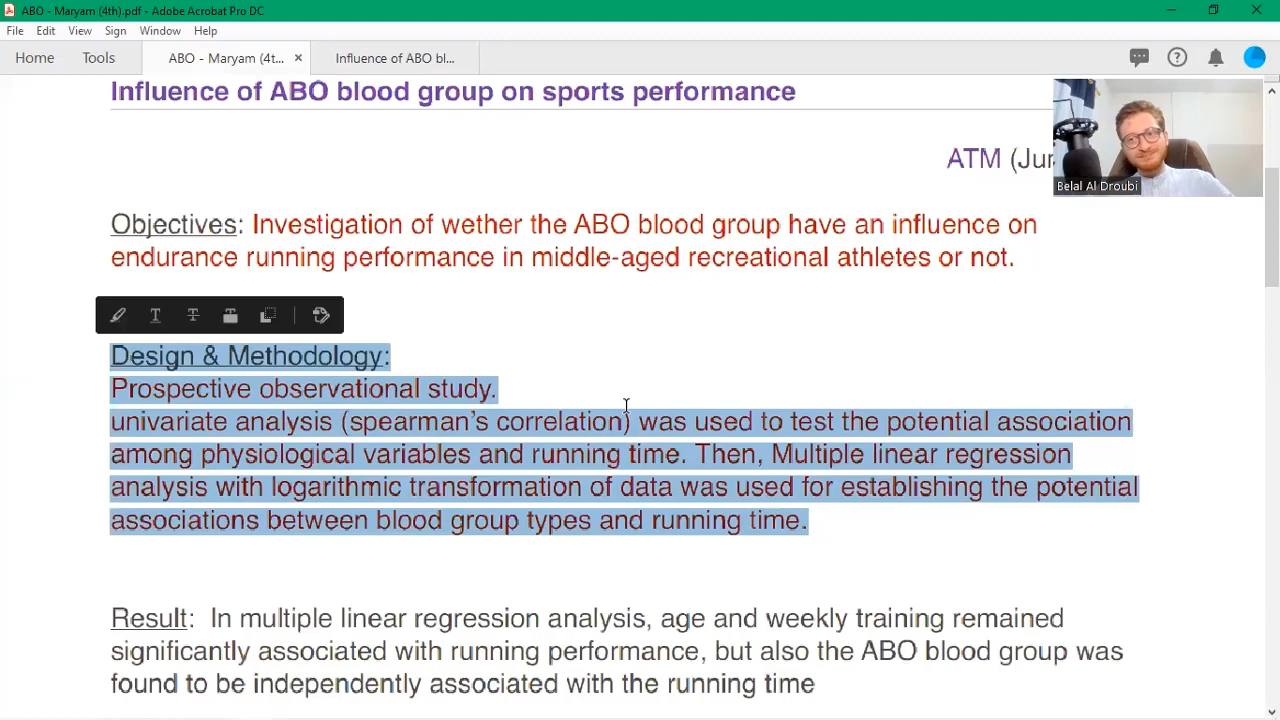 ABO - Maryam (4th).pdf - Adobe Acrobat Pro DC
File Edit View Sign Window Help
Home Tools ABO - Maryam (4t... × Influence of ABO bl...
Influence of ABO blood group on sports performance
ATM
Belal Al Droubi
Objectives: Investigation of wether the ABO blood group have an influence on
endurance running performance in middle-aged recreational athletes or not.
Design & Methodology:
Prospective observational study.
univariate analysis (spearman's correlation) was used to test the potential association
among physiological variables and running time. Then, Multiple linear regression
analysis with logarithmic transformation of data was used for establishing the potential
associations between blood group types and running time.
Result: In multiple linear regression analysis, age and weekly training remained
significantly associated with running performance, but also the ABO blood group was
found to be independently associated with the running time